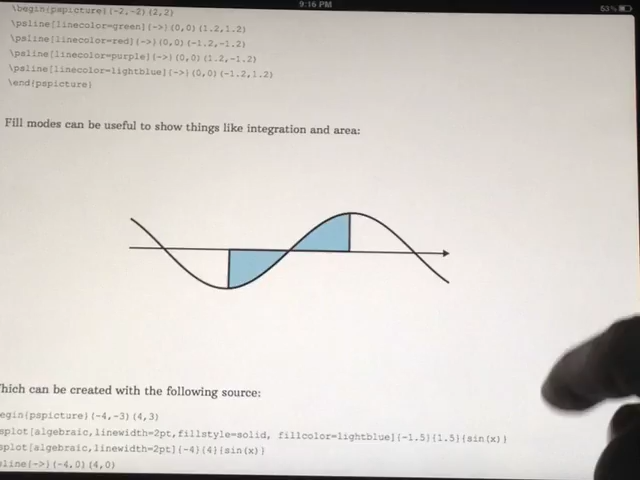 9:16 PM
53%
\begin{pspicture}(-2,-2)(2,2)
\psline[linecolor=green]{->}(0,0)(1.2,1.2)
\psline[linecolor=red]{->}(0,0)(-1.2,-1.2)
\psline[linecolor=purple]{->}(0,0)(1.2,-1.2)
\psline[linecolor=lightblue]{->}(0,0)(-1.2,1.2)
\end{pspicture}
Fill modes can be useful to show things like integration and area:
hich can be created with the following source:
egin{pspicture}(-4,-3)(4,3)
splot[algebraic,linewidth=2pt,fillstyle=solid, fillcolor=lightblue]{-1.5}{1.5}{sin(x)}
splot[algebraic,linewidth=2pt]{-4}{4}{sin(x)}
sline{->}(-4,0)(4,0)